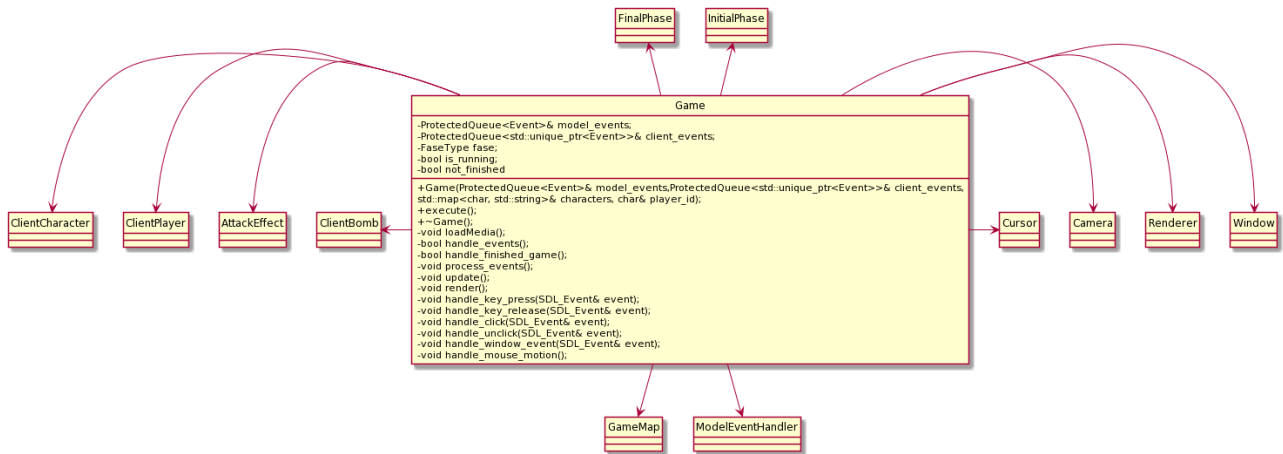 FinalPhase
InitialPhase
Game
-ProtectedQueue<Event>& model_events;
-ProtectedQueue<std::unique_ptr<Event>>& client_events;
-FaseType fase;
-bool is_running;
-bool not_finished
+Game(ProtectedQueue<Event>& model_events,ProtectedQueue<std::unique_ptr<Event>>& client_events,
std::map<char, std::string>& characters, char& player_id);
+execute();
+~Game();
-void loadMedia();
-bool handle_events();
-bool handle_finished_game();
-void process_events();
-void update();
-void render();
-void handle_key_press(SDL_Event& event);
-void handle_key_release(SDL_Event& event);
-void handle_click(SDL_Event& event);
-void handle_unclick(SDL_Event& event);
-void handle_window_event(SDL_Event& event);
-void handle_mouse_motion();
ClientCharacter
ClientPlayer
AttackEffect
ClientBomb
Cursor
Camera
Renderer
Window
GameMap
ModelEventHandler